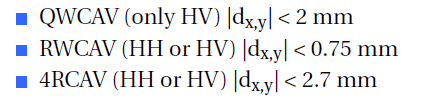 QWCAV (only HV) |dx,y| < 2 mm
RWCAV (HH or HV) |dx,y| < 0.75 mm
4RCAV (HH or HV) |dx,y| < 2.7 mm